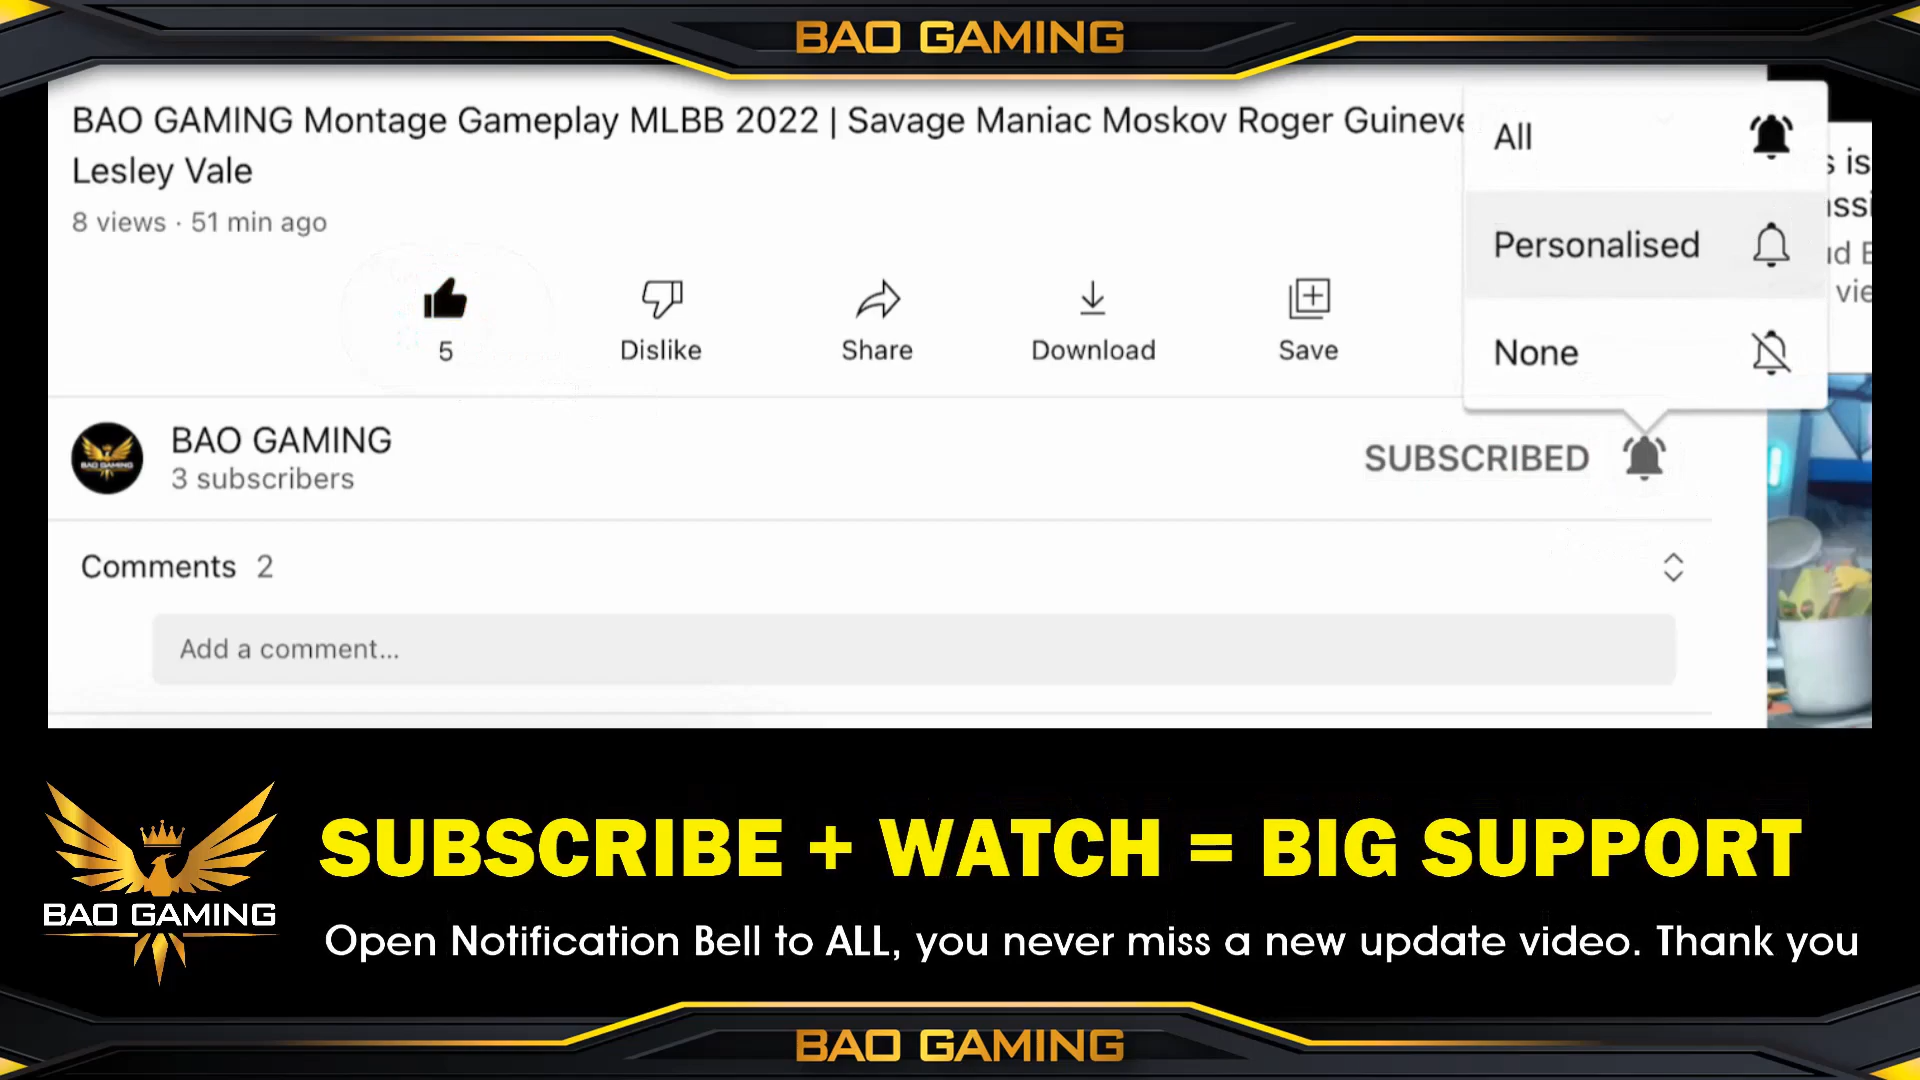 BAO GAMING
BAO GAMING Montage Gameplay MLBB 2022 | Savage Maniac Moskov Roger
Lesley Vale
8 views · 51 min ago
All
Personalised
None
5
Dislike
Share
Download
Save
BAO GAMING
BAO GAMING
3 subscribers
SUBSCRIBED
Comments 2
Add a comment...
SUBSCRIBE + WATCH = BIG SUPPORT
BAO GAMING
Open Notification Bell to ALL, you never miss a new update video. Thank you
BAO GAMING